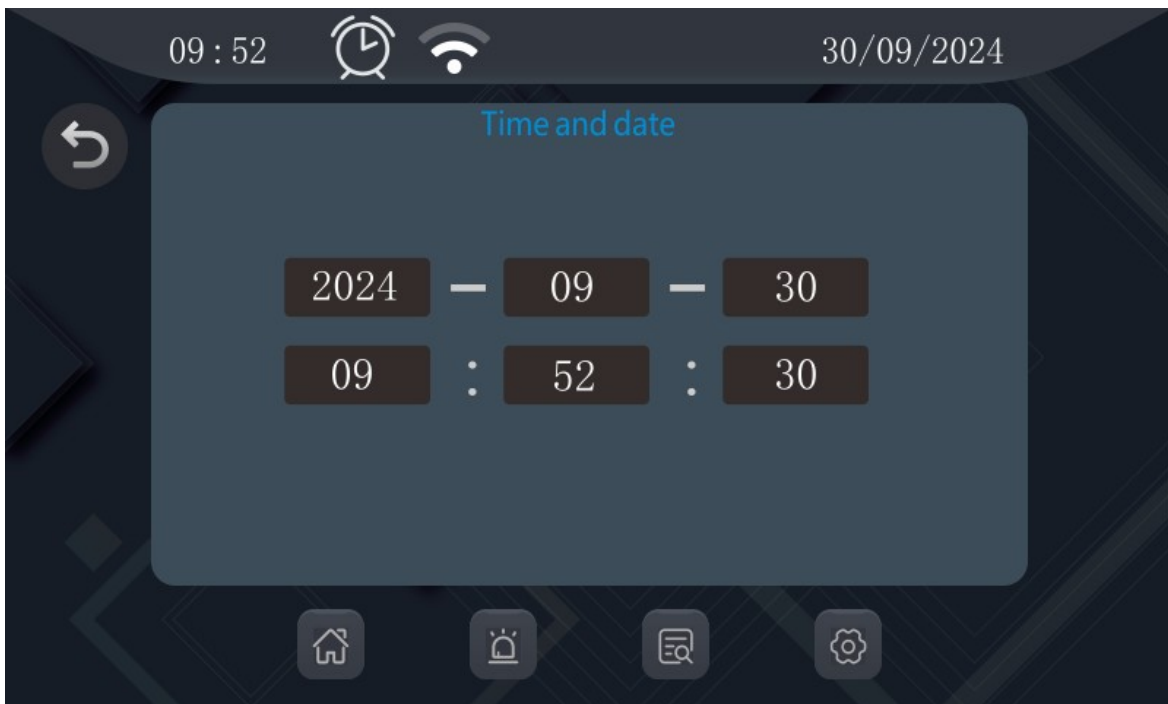 09 : 52 30/09/2024
Time and date
2024 — 09 — 30
09 : 52 : 30